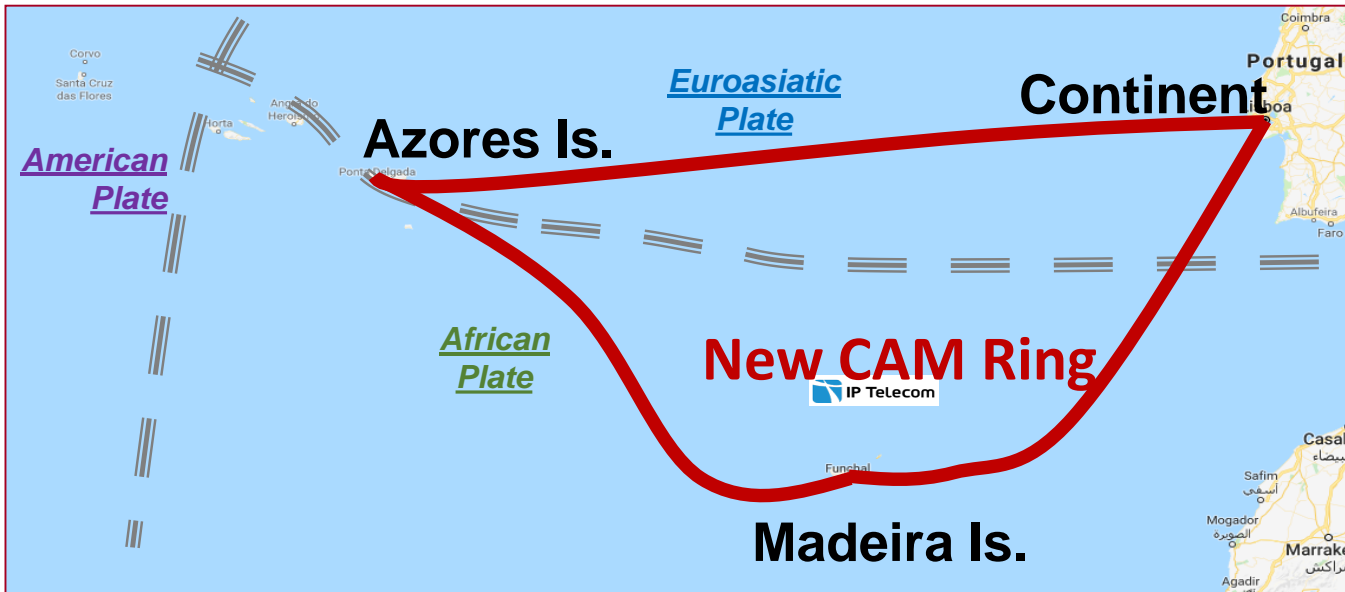 Coimbra
Corvo
Portugal
Santa Cruz
das Flores
Euroasiatic
Plate
Continent
Lisboa
Angra do
Heroísmo
Horta
Azores Is.
American
Plate
Ponta Delgada
Albufeira
Faro
African
Plate
New CAM Ring
IP Telecom
Casa
Funchal
Safim
آسفي
Madeira Is.
Mogador
الصويرة
Marrake
مراكش
Agadir